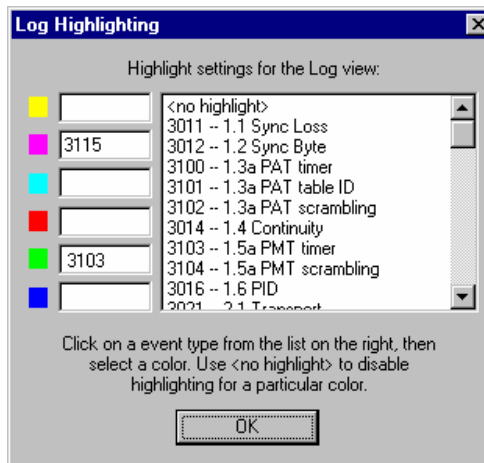 Log Highlighting
Highlight settings for the Log view:
3115
3103
<no highlight>
3011 -- 1.1 Sync Loss
3012 -- 1.2 Sync Byte
3100 -- 1.3a PAT timer
3101 -- 1.3a PAT table ID
3102 -- 1.3a PAT scrambling
3014 -- 1.4 Continuity
3103 -- 1.5a PMT timer
3104 -- 1.5a PMT scrambling
3016 -- 1.6 PID
3021 -- 2.1 Transport
Click on a event type from the list on the right, then
select a color. Use <no highlight> to disable
highlighting for a particular color.
OK